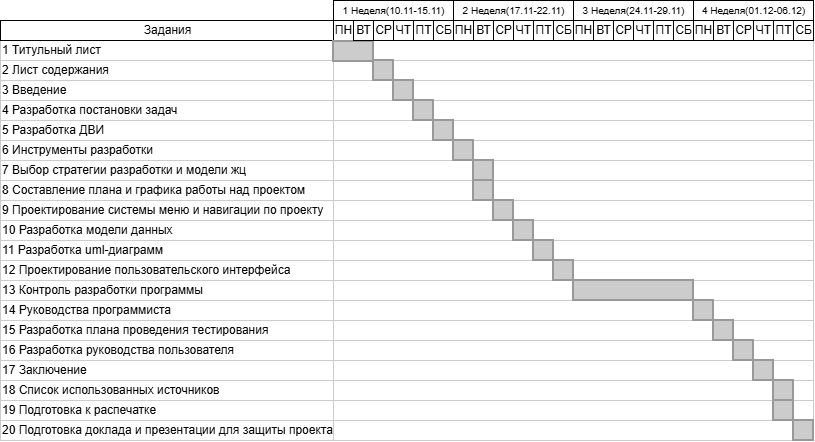 1 Неделя(10.11-15.11) 2 Неделя(17.11-22.11) 3 Неделя(24.11-29.11) 4 Неделя(01.12-06.12)
Задания ПН ВТ СР ЧТ ПТ СБ ПН ВТ СР ЧТ ПТ СБ ПН ВТ СР ЧТ ПТ СБ ПН ВТ СР ЧТ ПТ СБ
1 Титульный лист
2 Лист содержания
3 Введение
4 Разработка постановки задач
5 Разработка ДВИ
6 Инструменты разработки
7 Выбор стратегии разработки и модели жц
8 Составление плана и графика работы над проектом
9 Проектирование системы меню и навигации по проекту
10 Разработка модели данных
11 Разработка uml-диаграмм
12 Проектирование пользовательского интерфейса
13 Контроль разработки программы
14 Руководства программиста
15 Разработка плана проведения тестирования
16 Разработка руководства пользователя
17 Заключение
18 Список использованных источников
19 Подготовка к распечатке
20 Подготовка доклада и презентации для защиты проекта